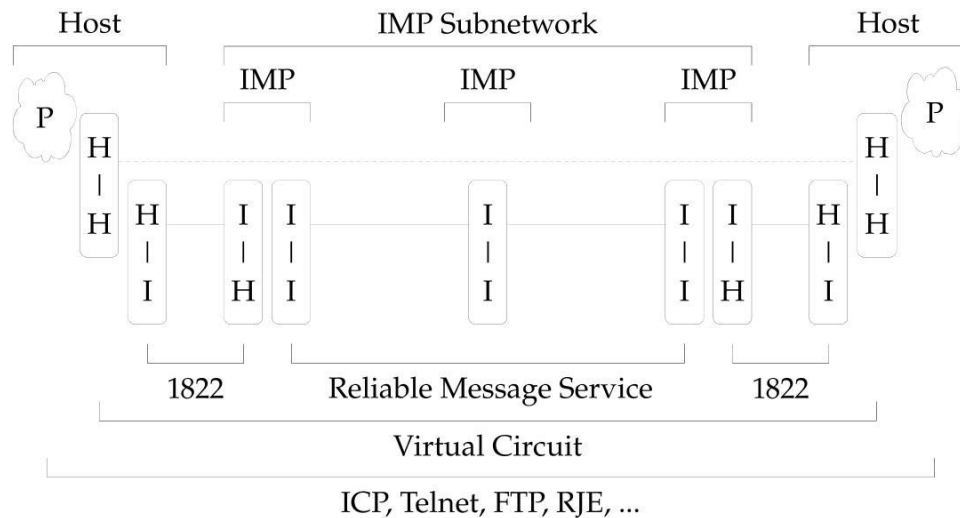 Host IMP Subnetwork Host
IMP IMP IMP
P P
H – H H – H
H – I I – H I – I I – I I – I I – H H – I
1822 Reliable Message Service 1822
Virtual Circuit
ICP, Telnet, FTP, RJE, ...